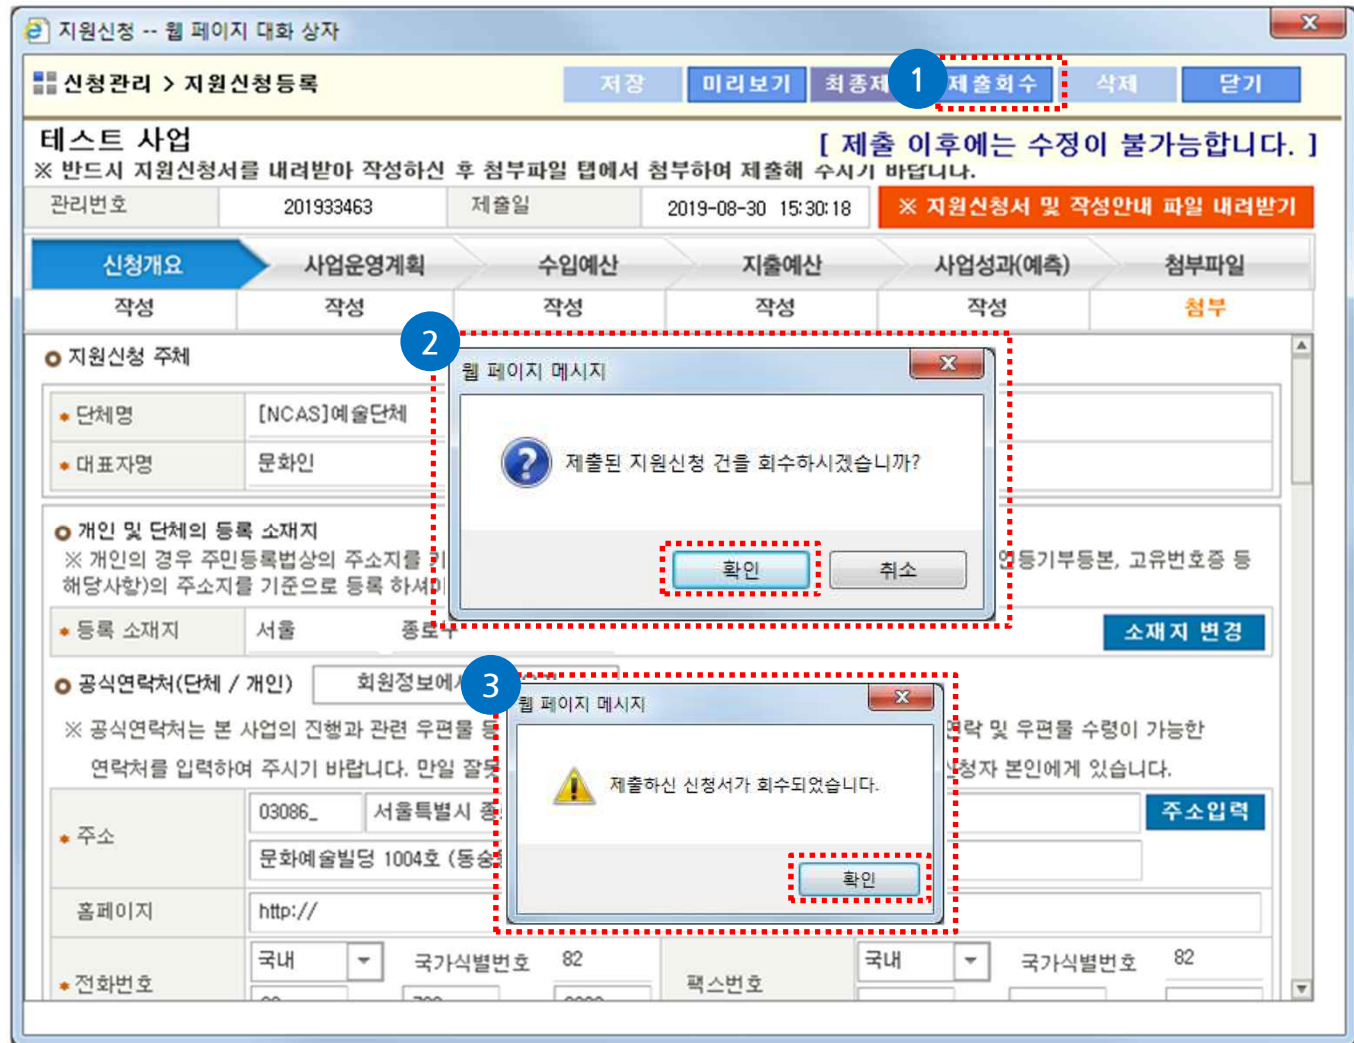 지원신청 -- 웹 페이지 대화 상자
X
신청관리 > 지원신청등록
저장
미리보기
최종제
1
제출회수
삭제
닫기
테스트 사업
[ 제출 이후에는 수정이 불가능합니다. ]
※ 반드시 지원신청서를 내려받아 작성하신 후 첨부파일 탭에서 첨부하여 제출해 주시기 바랍니다.
관리번호
201933463
제출일
2019-08-30 15:30:18
※ 지원신청서 및 작성안내 파일 내려받기
신청개요
사업운영계획
수입예산
지출예산
사업성과(예측)
첨부파일
작성
작성
작성
작성
작성
첨부
지원신청 주체
단체명
[NCAS]예술단체
대표자명
문화인
2
웹 페이지 메시지
X
제출된 지원신청 건을 회수하시겠습니까?
확인
취소
개인 및 단체의 등록 소재지
※ 개인의 경우 주민등록법상의 주소지를 기 인등기부등본, 고유번호증 등
해당사항)의 주소지를 기준으로 등록 하셔야
등록 소재지
서울
종로구
소재지 변경
공식연락처(단체 / 개인)
회원정보에서
3
웹 페이지 메시지
X
제출하신 신청서가 회수되었습니다.
확인
※ 공식연락처는 본 사업의 진행과 관련 우편물 등 연락 및 우편물 수령이 가능한
연락처를 입력하여 주시기 바랍니다. 만일 잘못 신청자 본인에게 있습니다.
주소
03086_
서울특별시 종
주소입력
문화예술빌딩 1004호 (동숭
홈페이지
http://
전화번호
국내
국가식별번호
82
팩스번호
국내
국가식별번호
82